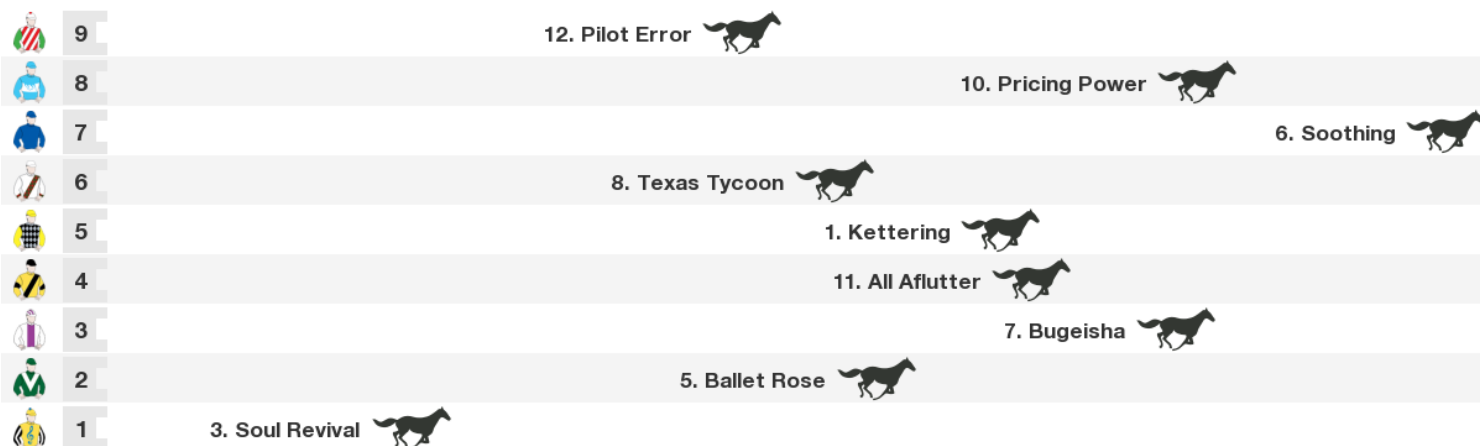 9 12. Pilot Error
8 10. Pricing Power
7 6. Soothing
6 8. Texas Tycoon
5 1. Kettering
4 11. All Aflutter
3 7. Bugeisha
2 5. Ballet Rose
1 3. Soul Revival